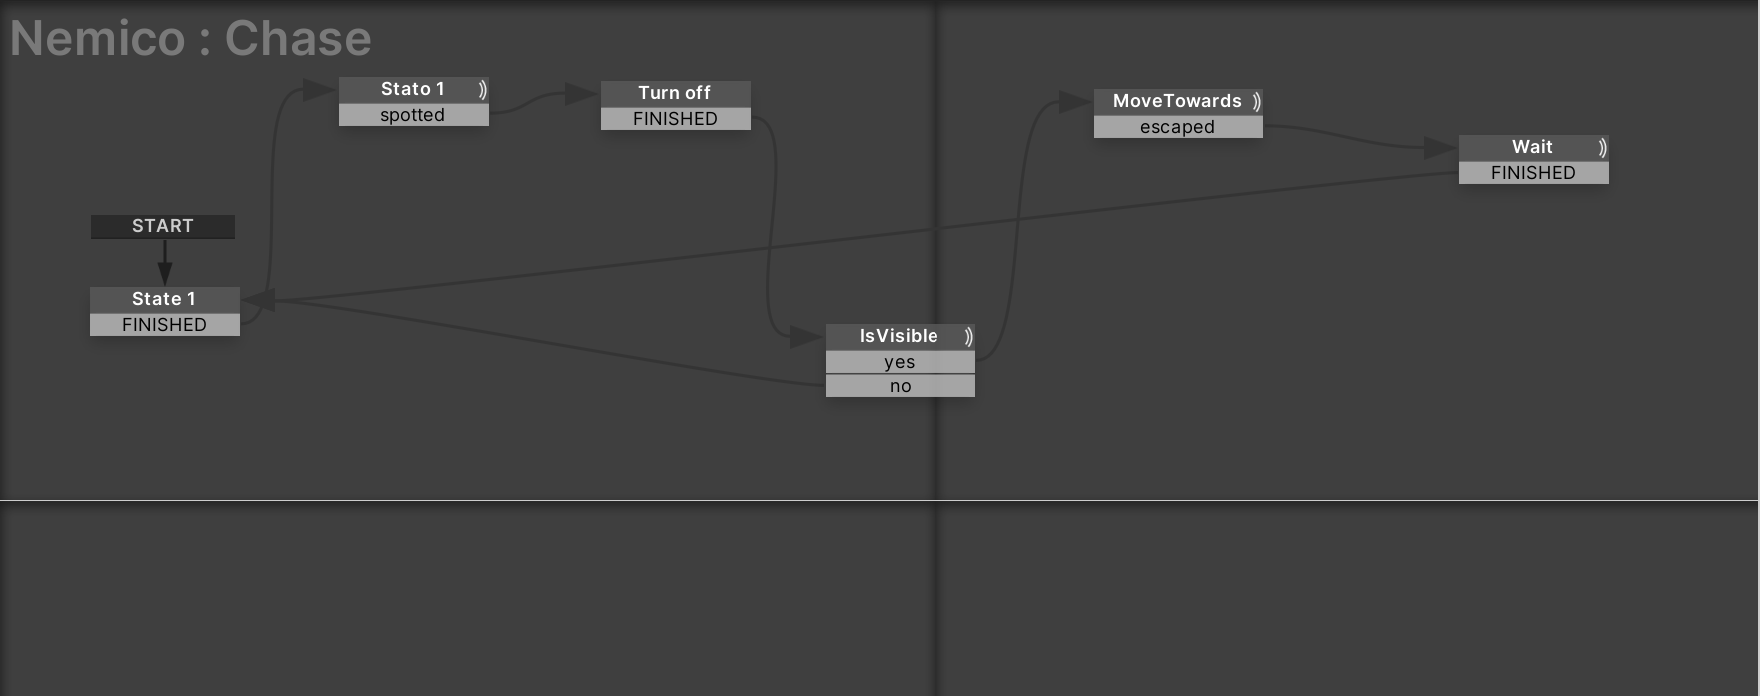 Nemico : Chase
Stato 1
spotted
Turn off
FINISHED
MoveTowards
escaped
Wait
FINISHED
START
State 1
FINISHED
IsVisible
yes
no